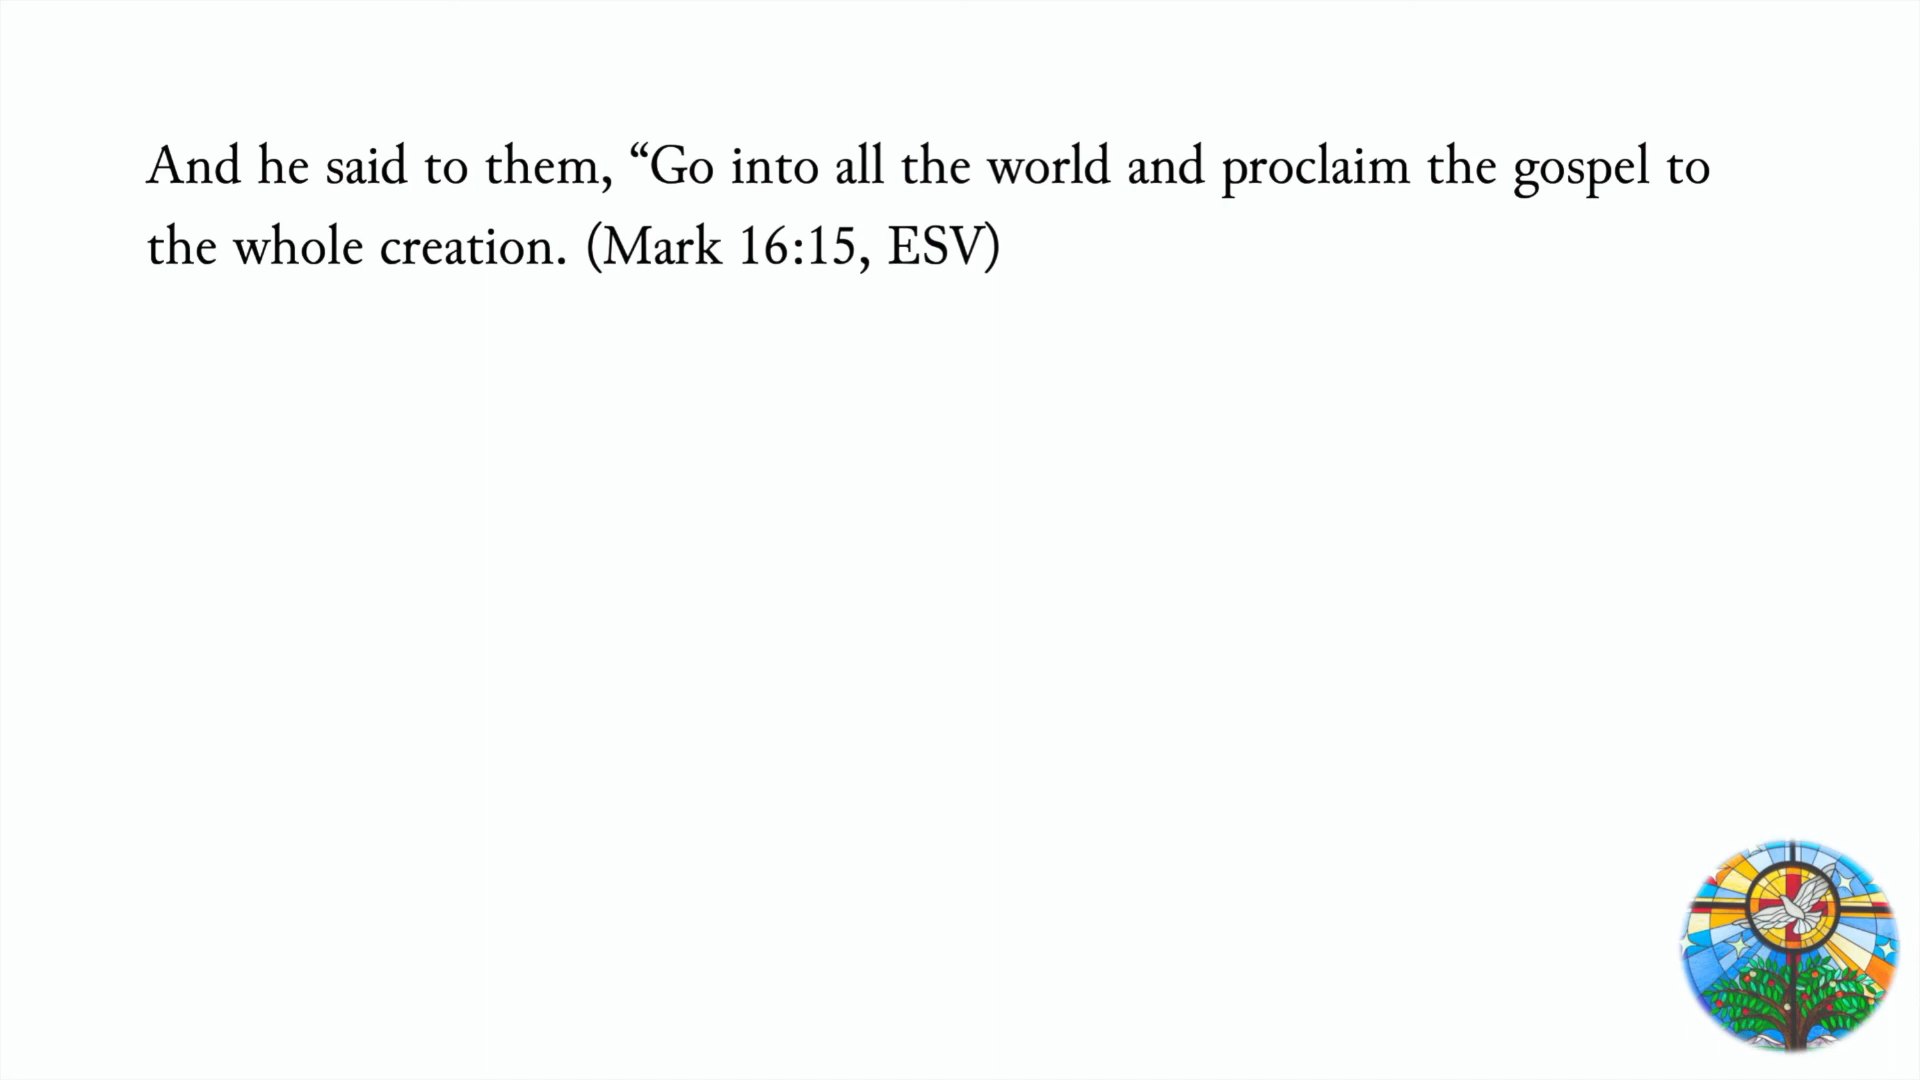 And he said to them, “Go into all the world and proclaim the gospel to
the whole creation. (Mark 16:15, ESV)